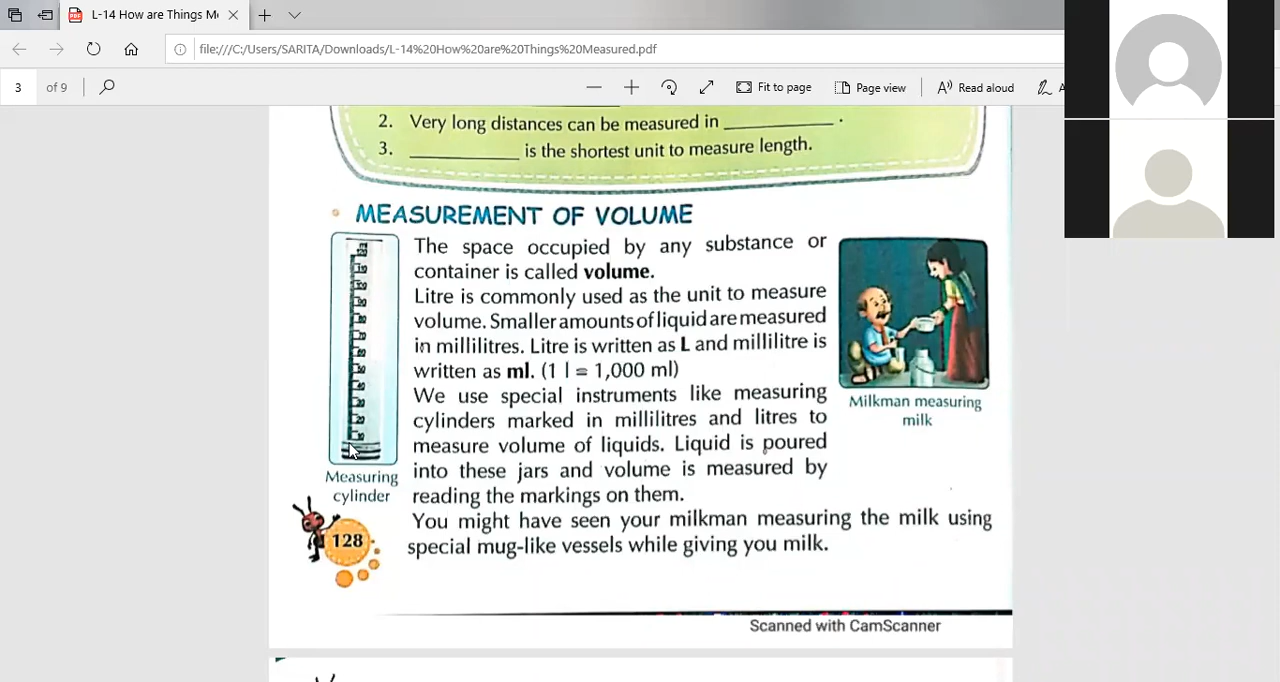 L-14 How are Things Me
file:///C:/Users/SARITA/Downloads/L-14%20How%20are%20Things%20Measured.pdf
3 of 9
Fit to page
Page view
Read aloud
2. Very long distances can be measured in __________ .
3. __________ is the shortest unit to measure length.
MEASUREMENT OF VOLUME
The space occupied by any substance or
container is called volume.
Litre is commonly used as the unit to measure
volume. Smaller amounts of liquid are measured
in millilitres. Litre is written as L and millilitre is
written as ml. (1 l = 1,000 ml)
We use special instruments like measuring
cylinders marked in millilitres and litres to
measure volume of liquids. Liquid is poured
into these jars and volume is measured by
reading the markings on them.
You might have seen your milkman measuring the milk using
special mug-like vessels while giving you milk.
Measuring
cylinder
Milkman measuring
milk
128
Scanned with CamScanner